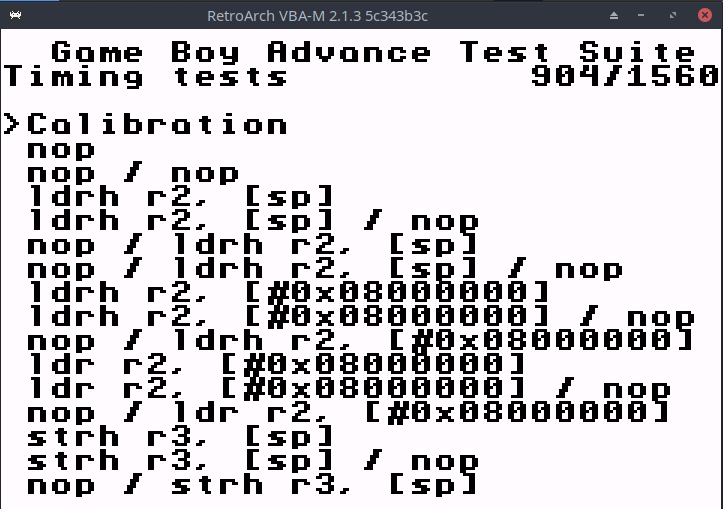 RetroArch VBA-M 2.1.3 5c343b3c
Game Boy Advance Test Suite
Timing tests 904/1560
>Calibration
nop
nop / nop
ldrh r2, [sp]
ldrh r2, [sp] / nop
nop / ldrh r2, [sp]
nop / ldrh r2, [sp] / nop
ldrh r2, [#0x08000000]
ldrh r2, [#0x08000000] / nop
nop / ldrh r2, [#0x08000000]
ldr r2, [#0x08000000]
ldr r2, [#0x08000000] / nop
nop / ldr r2, [#0x08000000]
strh r3, [sp]
strh r3, [sp] / nop
nop / strh r3, [sp]